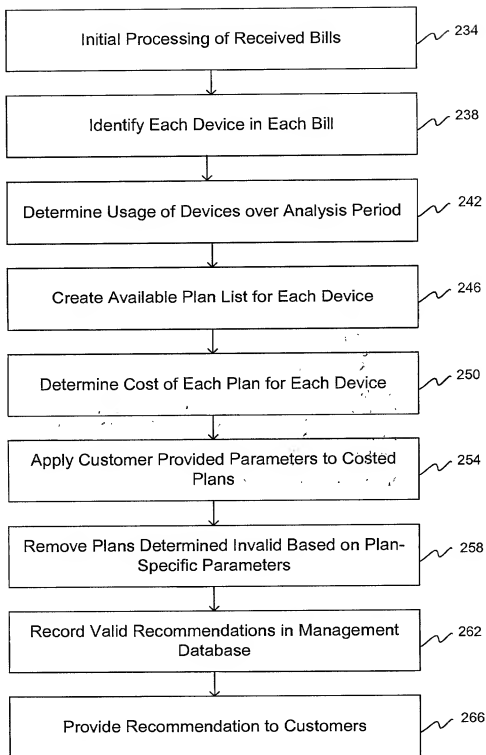 Initial Processing of Received Bills
234
Identify Each Device in Each Bill
238
Determine Usage of Devices over Analysis Period
242
Create Available Plan List for Each Device
246
Determine Cost of Each Plan for Each Device
250
Apply Customer Provided Parameters to Costed
Plans
254
Remove Plans Determined Invalid Based on Plan-
Specific Parameters
258
Record Valid Recommendations in Management
Database
262
Provide Recommendation to Customers
266